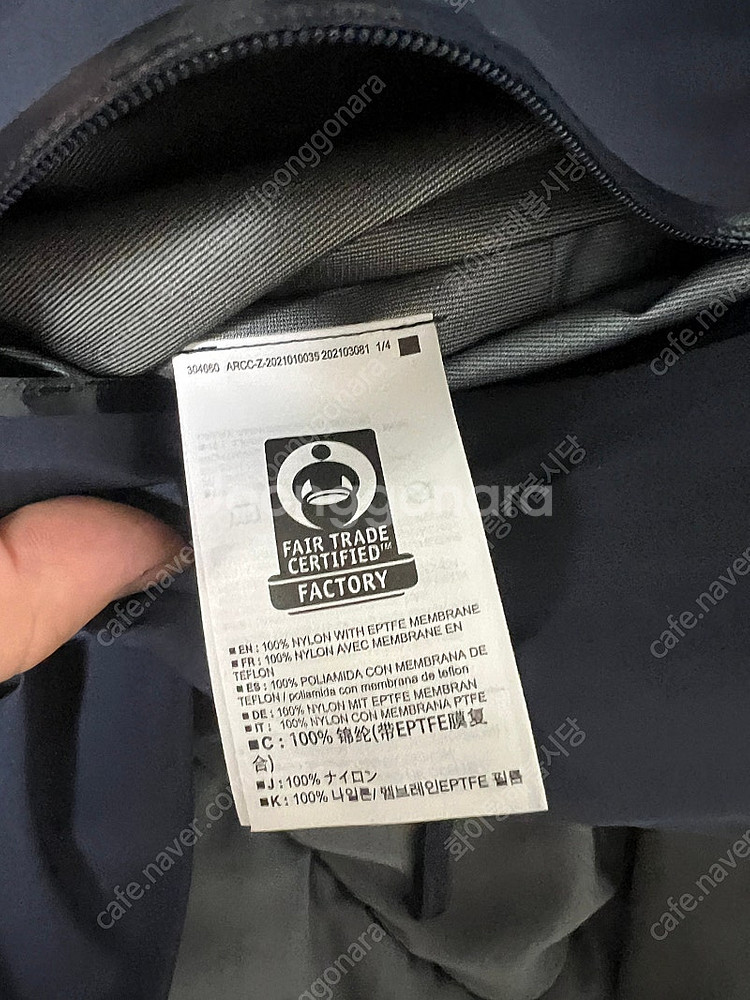 304060 ARCC-Z-2021010035 202103081 1/4
FAIR TRADE
CERTIFIED™
FACTORY
■ EN : 100% NYLON WITH EPTFE MEMBRANE
■ FR : 100% NYLON AVEC MEMBRANE EN
TEFLON
■ ES : 100% POLIAMIDA CON MEMBRANA DE
TEFLON / poliamida con membrana de teflon
■ DE : 100% NYLON MIT EPTFE MEMBRAN
■ IT : 100% NYLON CON MEMBRANA PTFE
■ C : 100% 锦纶(带EPTFE膜复
合)
■ J : 100% ナイロン
■ K : 100% 나일론/ 멤브레인EPTFE 필름
Joonggonara
cafe.naver.com